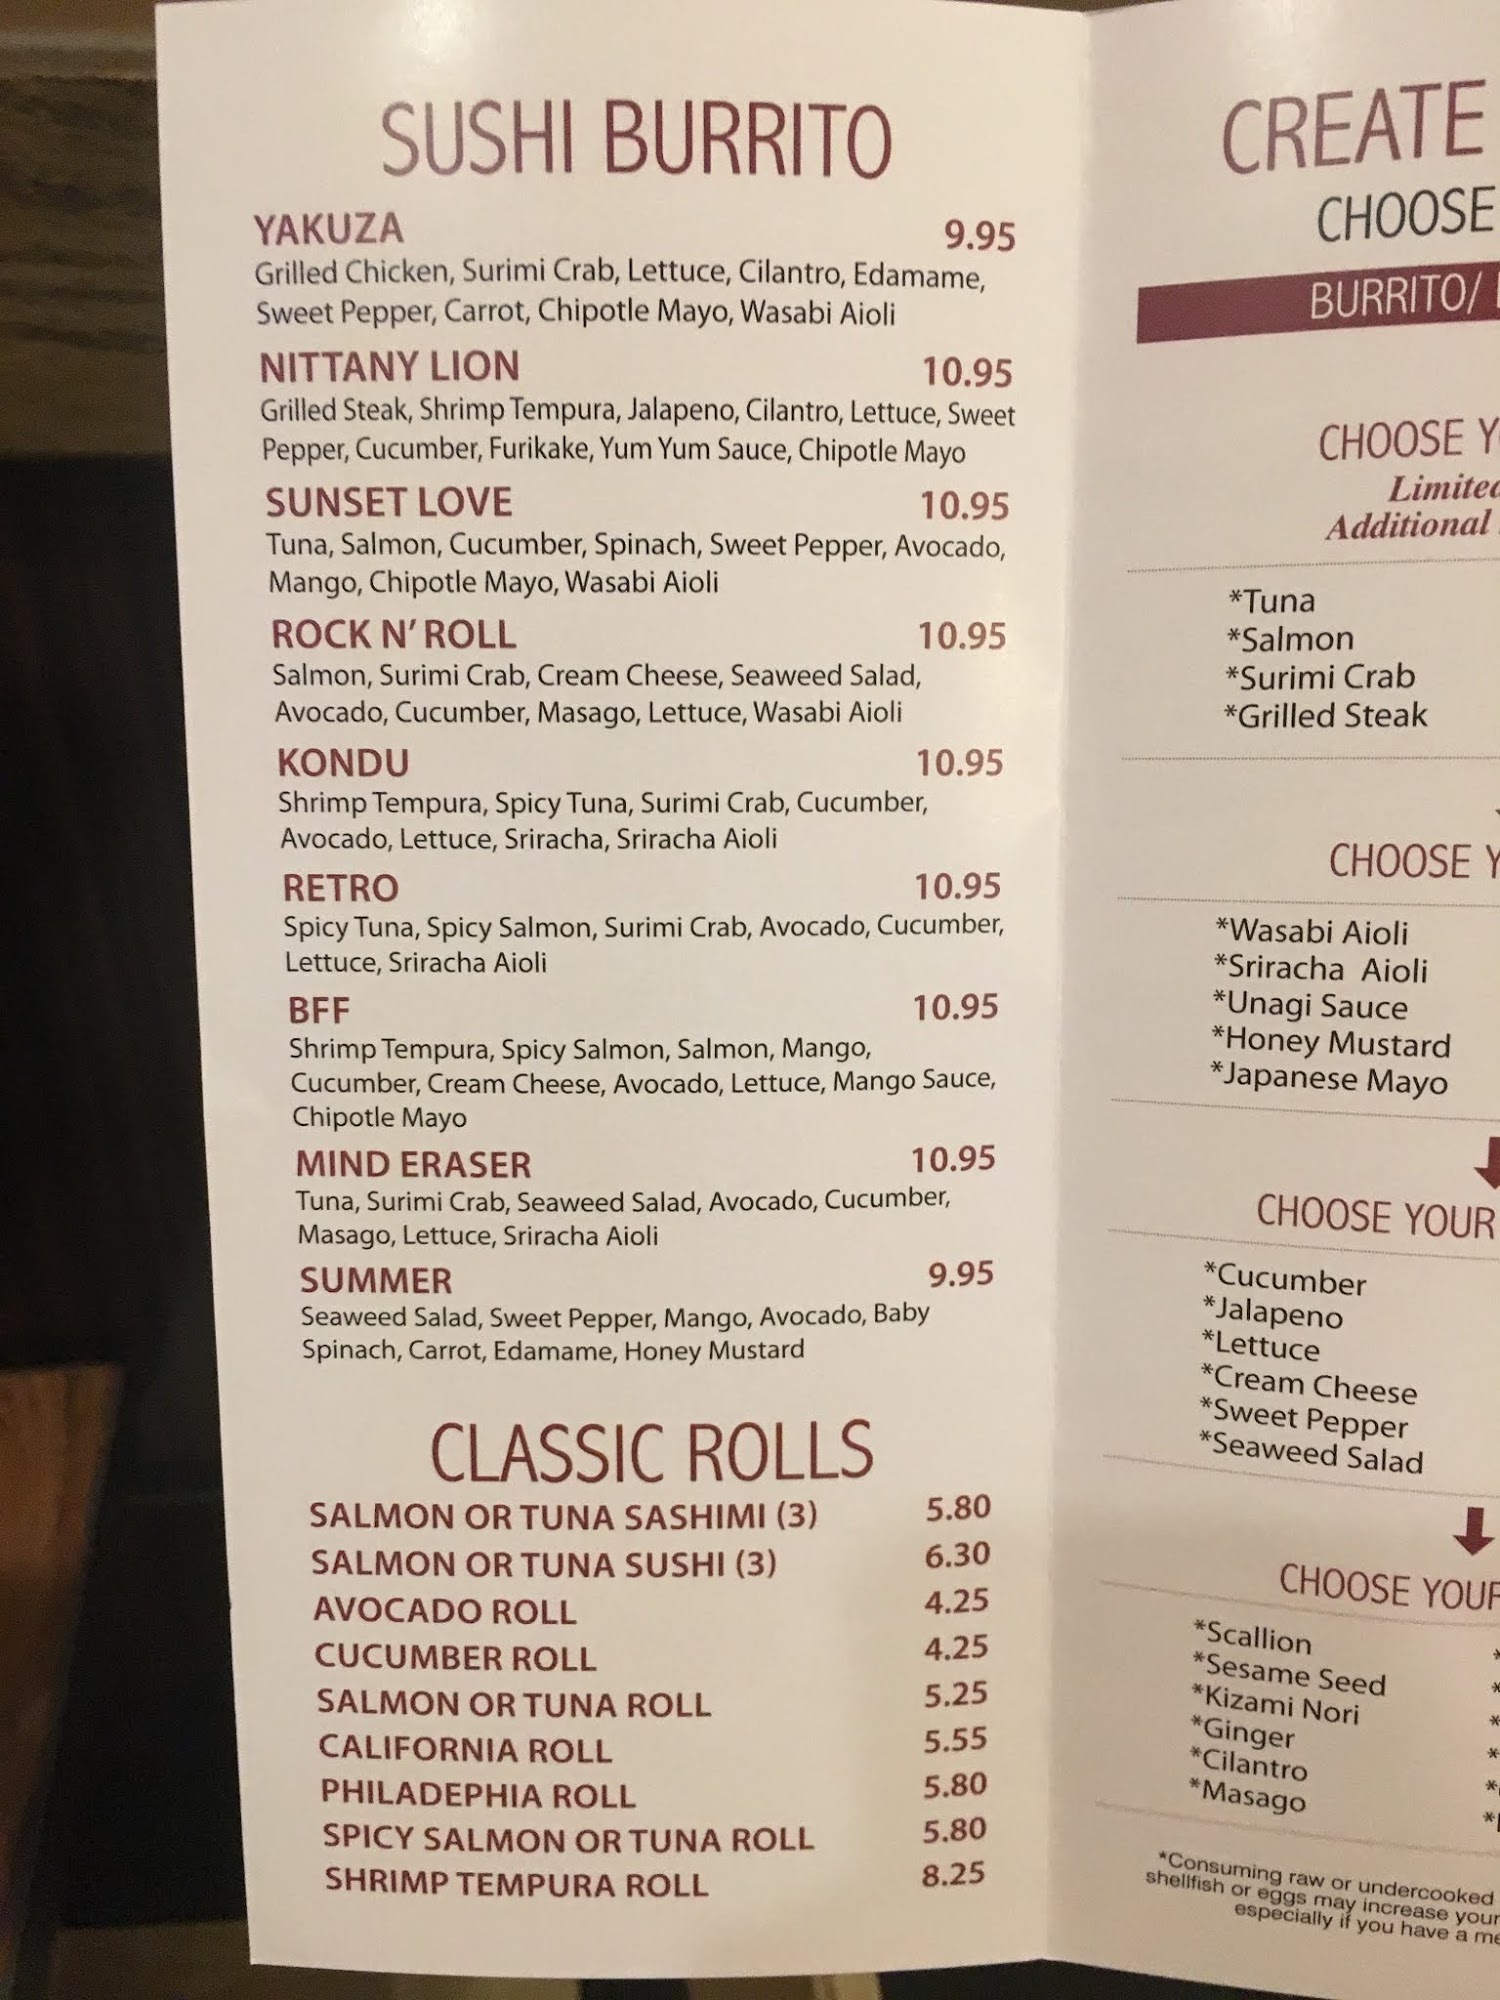 SUSHI BURRITO
YAKUZA 9.95
Grilled Chicken, Surimi Crab, Lettuce, Cilantro, Edamame,
Sweet Pepper, Carrot, Chipotle Mayo, Wasabi Aioli
NITTANY LION 10.95
Grilled Steak, Shrimp Tempura, Jalapeno, Cilantro, Lettuce, Sweet
Pepper, Cucumber, Furikake, Yum Yum Sauce, Chipotle Mayo
SUNSET LOVE 10.95
Tuna, Salmon, Cucumber, Spinach, Sweet Pepper, Avocado,
Mango, Chipotle Mayo, Wasabi Aioli
ROCK N' ROLL 10.95
Salmon, Surimi Crab, Cream Cheese, Seaweed Salad,
Avocado, Cucumber, Masago, Lettuce, Wasabi Aioli
KONDU 10.95
Shrimp Tempura, Spicy Tuna, Surimi Crab, Cucumber,
Avocado, Lettuce, Sriracha, Sriracha Aioli
RETRO 10.95
Spicy Tuna, Spicy Salmon, Surimi Crab, Avocado, Cucumber,
Lettuce, Sriracha Aioli
BFF 10.95
Shrimp Tempura, Spicy Salmon, Salmon, Mango,
Cucumber, Cream Cheese, Avocado, Lettuce, Mango Sauce,
Chipotle Mayo
MIND ERASER 10.95
Tuna, Surimi Crab, Seaweed Salad, Avocado, Cucumber,
Masago, Lettuce, Sriracha Aioli
SUMMER 9.95
Seaweed Salad, Sweet Pepper, Mango, Avocado, Baby
Spinach, Carrot, Edamame, Honey Mustard
CLASSIC ROLLS
SALMON OR TUNA SASHIMI (3) 5.80
SALMON OR TUNA SUSHI (3) 6.30
AVOCADO ROLL 4.25
CUCUMBER ROLL 4.25
SALMON OR TUNA ROLL 5.25
CALIFORNIA ROLL 5.55
PHILADEPHIA ROLL 5.80
SPICY SALMON OR TUNA ROLL 5.80
SHRIMP TEMPURA ROLL 8.25
CREATE
CHOOSE
BURRITO/
CHOOSE Y
Limited
Additional
*Tuna
*Salmon
*Surimi Crab
*Grilled Steak
CHOOSE Y
*Wasabi Aioli
*Sriracha Aioli
*Unagi Sauce
*Honey Mustard
*Japanese Mayo
CHOOSE YOUR
*Cucumber
*Jalapeno
*Lettuce
*Cream Cheese
*Sweet Pepper
*Seaweed Salad
CHOOSE YOUR
*Scallion
*Sesame Seed
*Kizami Nori
*Ginger
*Cilantro
*Masago
*Consuming raw or undercooked
shellfish or eggs may increase your
especially if you have a me